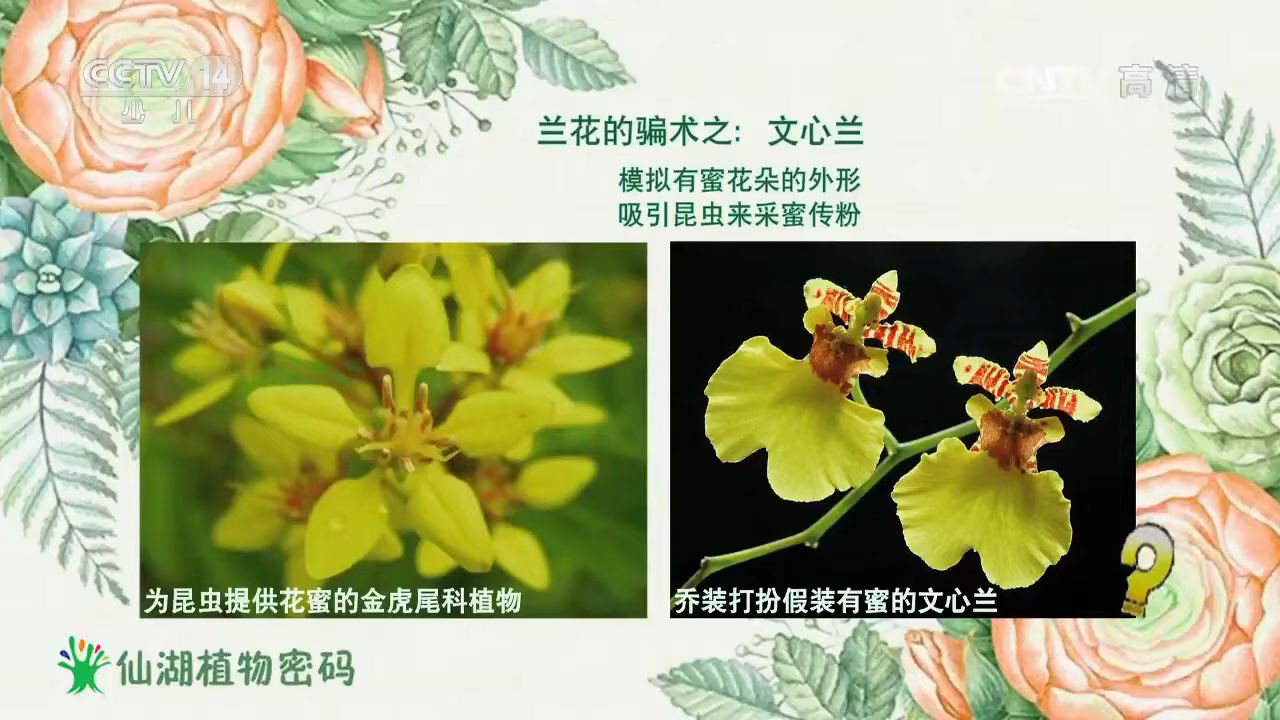 CCTV 14
少儿
CNTV 高清
兰花的骗术之: 文心兰
模拟有蜜花朵的外形
吸引昆虫来采蜜传粉
为昆虫提供花蜜的金虎尾科植物
乔装打扮假装有蜜的文心兰
仙湖植物密码